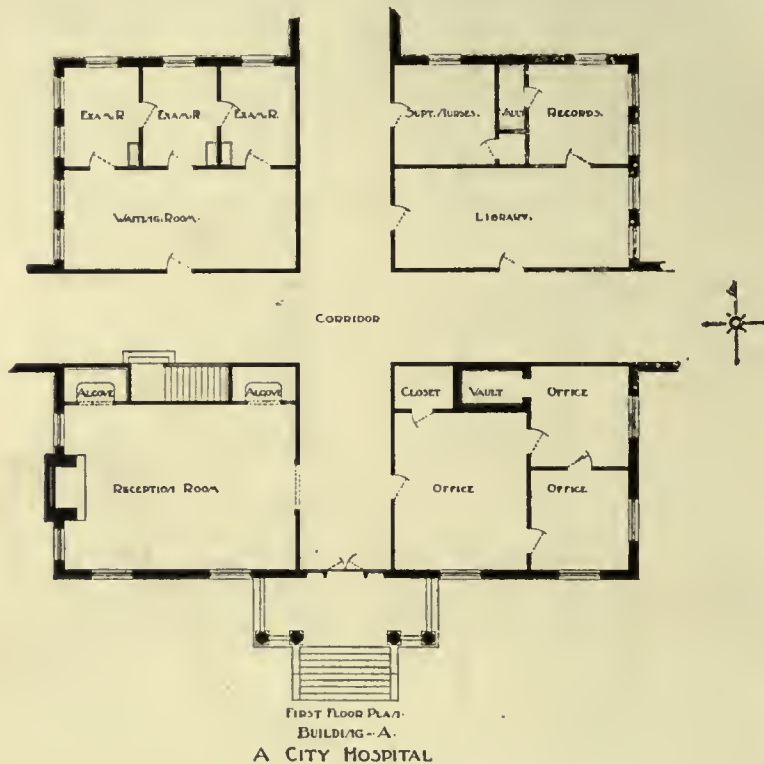 EXAM.R.
EXAM.R
EXAM.R.
SUPT. NURSES.
VAULT
RECORDS.
WAITING. ROOM.
LIBRARY.
CORRIDOR
ALCOVE
ALCOVE
CLOSET
VAULT
OFFICE
RECEPTION ROOM
OFFICE
OFFICE
FIRST FLOOR PLAN.
BUILDING-A.
A CITY HOSPITAL